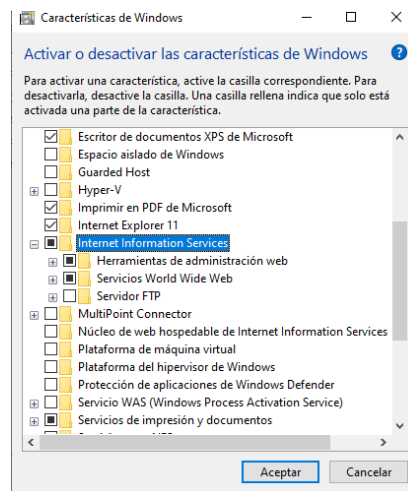 Características de Windows
Activar o desactivar las características de Windows
Para activar una característica, active la casilla correspondiente. Para
desactivarla, desactive la casilla. Una casilla rellena indica que solo está
activada una parte de la característica.
Escritor de documentos XPS de Microsoft
Espacio aislado de Windows
Guarded Host
Hyper-V
Imprimir en PDF de Microsoft
Internet Explorer 11
Internet Information Services
Herramientas de administración web
Servicios World Wide Web
Servidor FTP
MultiPoint Connector
Núcleo de web hospedable de Internet Information Services
Plataforma de máquina virtual
Plataforma del hipervisor de Windows
Protección de aplicaciones de Windows Defender
Servicio WAS (Windows Process Activation Service)
Servicios de impresión y documentos
Aceptar Cancelar